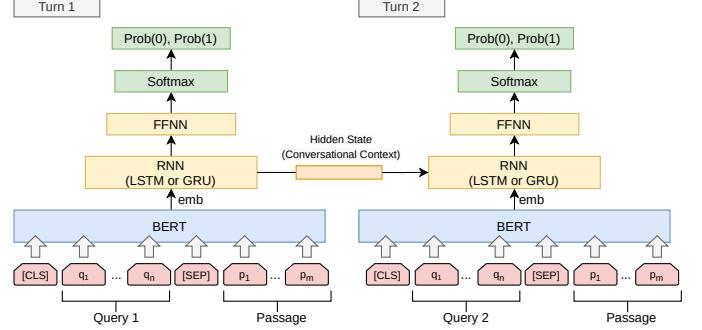 Turn 1
Turn 2
Prob(0), Prob(1)
Prob(0), Prob(1)
Softmax
Softmax
FFNN
FFNN
Hidden State
(Conversational Context)
RNN
(LSTM or GRU)
RNN
(LSTM or GRU)
emb
emb
BERT
BERT
[CLS] q1 ... qn [SEP] p1 ... pm
[CLS] q1 ... qn [SEP] p1 ... pm
Query 1 Passage
Query 2 Passage